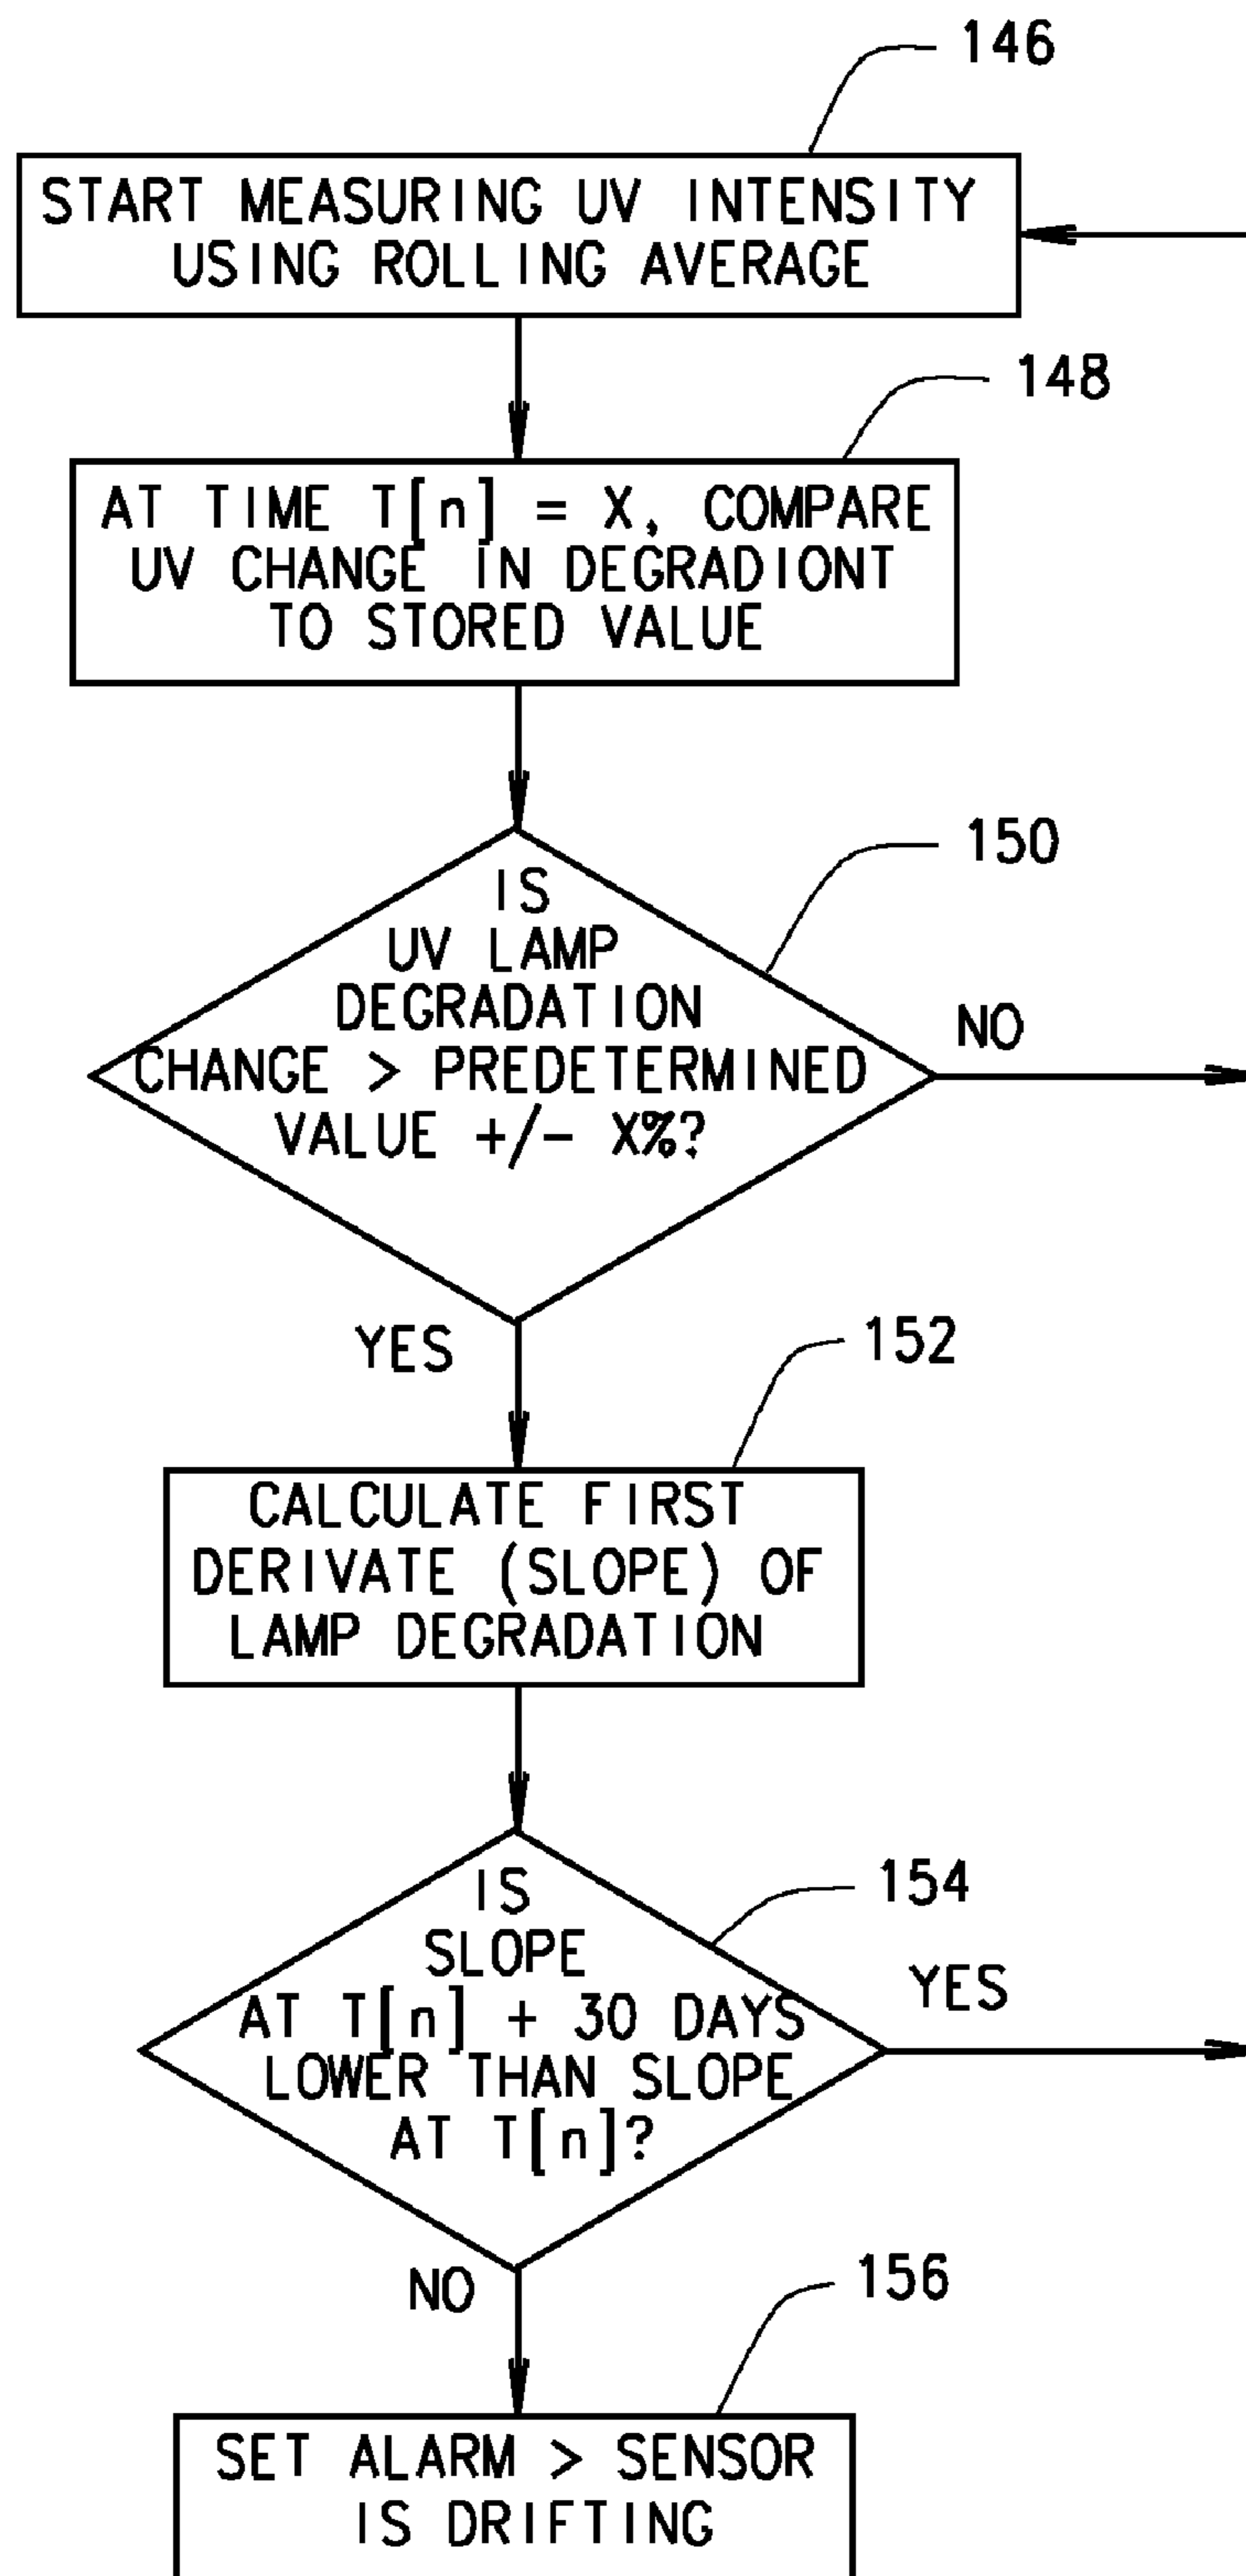 146
START MEASURING UV INTENSITY
USING ROLLING AVERAGE
148
AT TIME T[n] = X, COMPARE
UV CHANGE IN DEGRADIONT
TO STORED VALUE
150
IS
UV LAMP
DEGRADATION
CHANGE > PREDETERMINED
VALUE +/- X%?
NO
YES
152
CALCULATE FIRST
DERIVATE (SLOPE) OF
LAMP DEGRADATION
154
IS
SLOPE
AT T[n] + 30 DAYS
LOWER THAN SLOPE
AT T[n]?
YES
NO
156
SET ALARM > SENSOR
IS DRIFTING